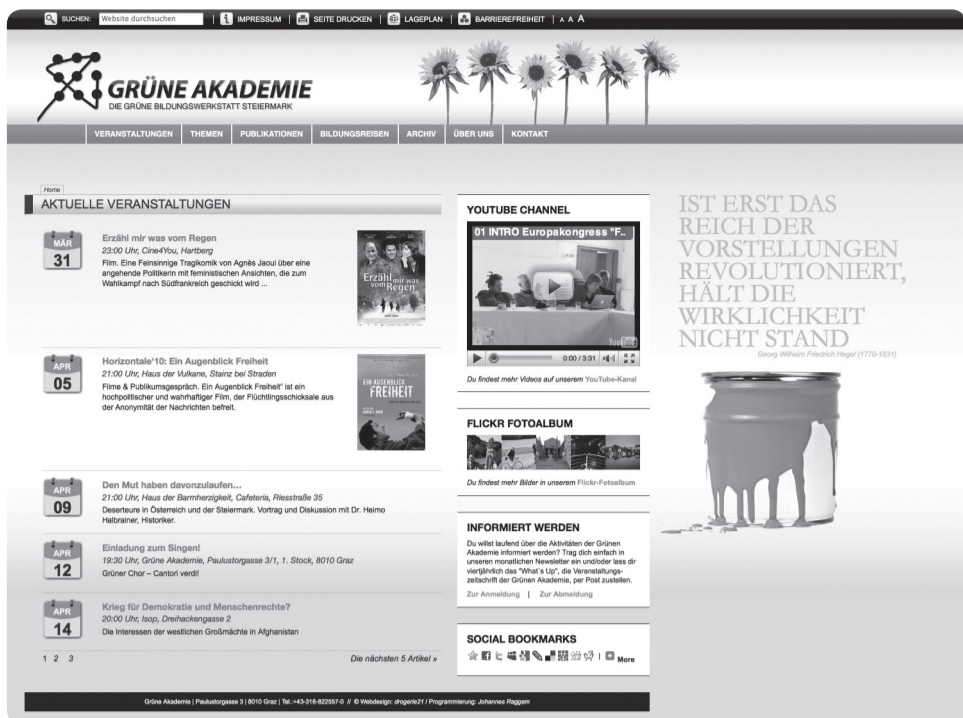 SUCHEN: Website durchsuchen | IMPRESSUM | SEITE DRUCKEN | LAGEPLAN | BARRIEREFREIHEIT | A A A
GRÜNE AKADEMIE
DIE GRÜNE BILDUNGSWERKSTATT STEIERMARK
VERANSTALTUNGEN THEMEN PUBLIKATIONEN BILDUNGSREISEN ARCHIV ÜBER UNS KONTAKT
Home
AKTUELLE VERANSTALTUNGEN
MÄR
31
Erzähl mir was vom Regen
23:00 Uhr, Cine4You, Hartberg
Film. Eine Feinsinnige Tragikomik von Agnès Jaoui über eine
angehende Politikerin mit feministischen Ansichten, die zum
Wahlkampf nach Südfrankreich geschickt wird ...
Erzähl mir was
vom Regen
APR
05
Horizontale'10: Ein Augenblick Freiheit
21:00 Uhr, Haus der Vulkane, Stainz bei Straden
Filme & Publikumsgespräch. Ein Augenblick Freiheit' ist ein
hochpolitischer und wahrhaftiger Film, der Flüchtlingsschicksale aus
der Anonymität der Nachrichten befreit.
EIN AUGENBLICK
FREIHEIT
APR
09
Den Mut haben davonzulaufen...
21:00 Uhr, Haus der Barmherzigkeit, Cafeteria, Riesstraße 35
Deserteure in Österreich und der Steiermark. Vortrag und Diskussion mit Dr. Heimo
Halbrainer, Historiker.
APR
12
Einladung zum Singen!
19:30 Uhr, Grüne Akademie, Paulustorgasse 3/1, 1. Stock, 8010 Graz
Grüner Chor – Cantori verdi!
APR
14
Krieg für Demokratie und Menschenrechte?
20:00 Uhr, Isop, Dreihackengasse 2
Die Interessen der westlichen Großmächte in Afghanistan
1 2 3 Die nächsten 5 Artikel »
YOUTUBE CHANNEL
01 INTRO Europakongress "F..
YouTube
0:00 / 3:31
Du findest mehr Videos auf unserem YouTube-Kanal
FLICKR FOTOALBUM
Du findest mehr Bilder in unserem Flickr-Fotoalbum
INFORMIERT WERDEN
Du willst laufend über die Aktivitäten der Grünen
Akademie informiert werden? Trag dich einfach in
unseren monatlichen Newsletter ein und/oder lass dir
viertjährlich das "What´s Up", die Veranstaltungs-
zeitschrift der Grünen Akademie, per Post zustellen.
Zur Anmeldung | Zur Abmeldung
SOCIAL BOOKMARKS
| More
IST ERST DAS
REICH DER
VORSTELLUNGEN
REVOLUTIONIERT,
HÄLT DIE
WIRKLICHKEIT
NICHT STAND
Georg Wilhelm Friedrich Hegel (1770-1831)
Grüne Akademie | Paulustorgasse 3 | 8010 Graz | Tel.:+43-316-822557-0 // © Webdesign: drogerie21 / Programmierung: Johannes Raggam